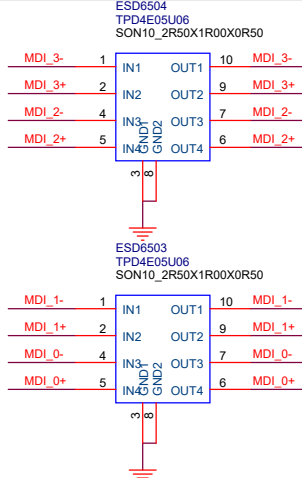 ESD6504
TPD4E05U06
SON10_2R50X1R00X0R50
MDI_3- 1 IN1 OUT1 10 MDI_3-
MDI_3+ 2 IN2 OUT2 9 MDI_3+
MDI_2- 4 IN3 OUT3 7 MDI_2-
MDI_2+ 5 IN4 OUT4 6 MDI_2+
GND1
GND2
3
8
ESD6503
TPD4E05U06
SON10_2R50X1R00X0R50
MDI_1- 1 IN1 OUT1 10 MDI_1-
MDI_1+ 2 IN2 OUT2 9 MDI_1+
MDI_0- 4 IN3 OUT3 7 MDI_0-
MDI_0+ 5 IN4 OUT4 6 MDI_0+
GND1
GND2
3
8